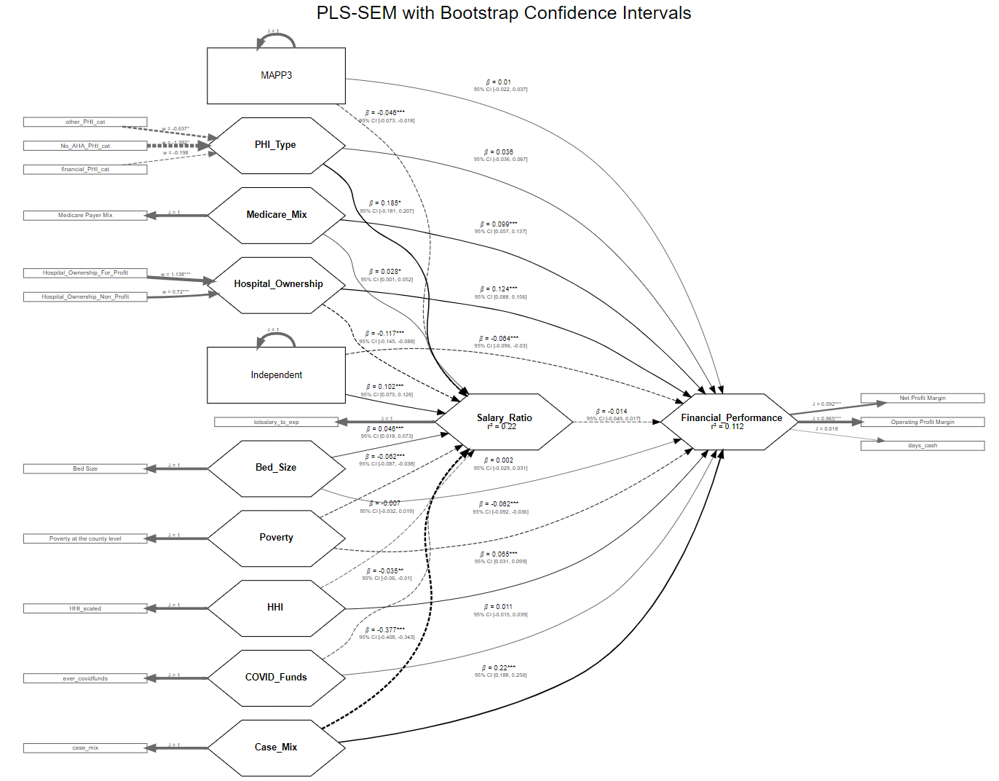 PLS-SEM with Bootstrap Confidence Intervals
λ = 1
MAPP3
β = 0.01
95% CI [-0.022, 0.037]
β = -0.046***
95% CI [-0.073, -0.018]
other_PHI_cat
w = -0.637*
No_AHA_PHI_cat
w = -1.392*
financial_PHI_cat
w = -0.198
PHI_Type
β = 0.036
95% CI [-0.036, 0.067]
β = 0.185*
95% CI [-0.181, 0.207]
Medicare Payer Mix
λ = 1
Medicare_Mix
β = 0.099***
95% CI [0.057, 0.137]
β = 0.028*
95% CI [0.001, 0.052]
Hospital_Ownership_For_Profit
w = 1.138***
Hospital_Ownership_Non_Profit
w = 0.72***
Hospital_Ownership
β = 0.124***
95% CI [0.088, 0.156]
β = -0.117***
95% CI [-0.145, -0.088]
λ = 1
Independent
β = -0.064***
95% CI [-0.096, -0.03]
β = 0.102***
95% CI [0.075, 0.126]
totsalary_to_exp
λ = 1
Salary_Ratio
r² = 0.22
β = -0.014
95% CI [-0.049, 0.017]
Financial_Performance
r² = 0.112
λ = 0.592***
Net Profit Margin
λ = 0.965***
Operating Profit Margin
λ = 0.018
days_cash
β = 0.046***
95% CI [0.018, 0.073]
Bed Size
λ = 1
Bed_Size
β = -0.062***
95% CI [-0.087, -0.038]
β = 0.002
95% CI [-0.029, 0.031]
β = -0.007
95% CI [-0.032, 0.019]
β = -0.062***
95% CI [-0.092, -0.036]
Poverty at the county level
λ = 1
Poverty
β = 0.065***
95% CI [0.031, 0.099]
β = -0.035**
95% CI [-0.06, -0.01]
HHI_scaled
λ = 1
HHI
β = 0.011
95% CI [-0.015, 0.039]
β = -0.377***
95% CI [-0.408, -0.343]
ever_covidfunds
λ = 1
COVID_Funds
β = 0.22***
95% CI [0.188, 0.256]
case_mix
λ = 1
Case_Mix